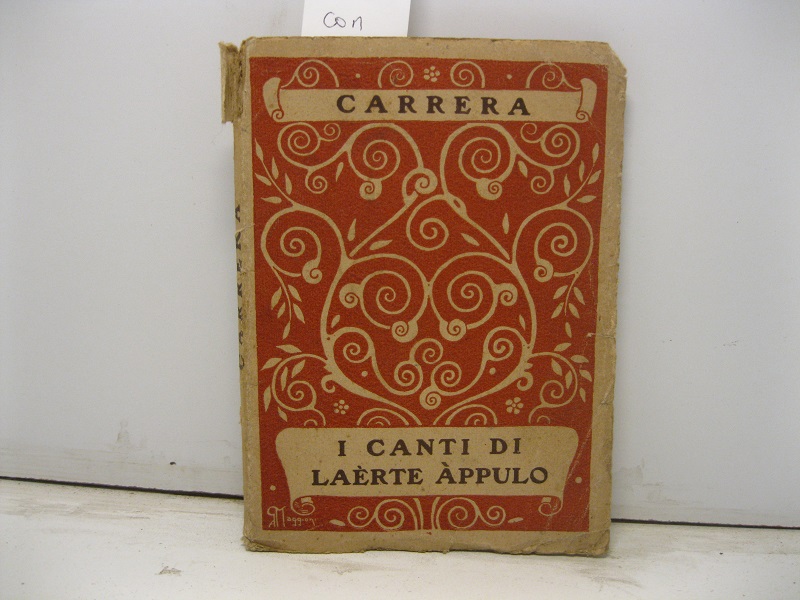 con
CARRERA
CARRERA
I CANTI DI
LAÈRTE ÀPPULO